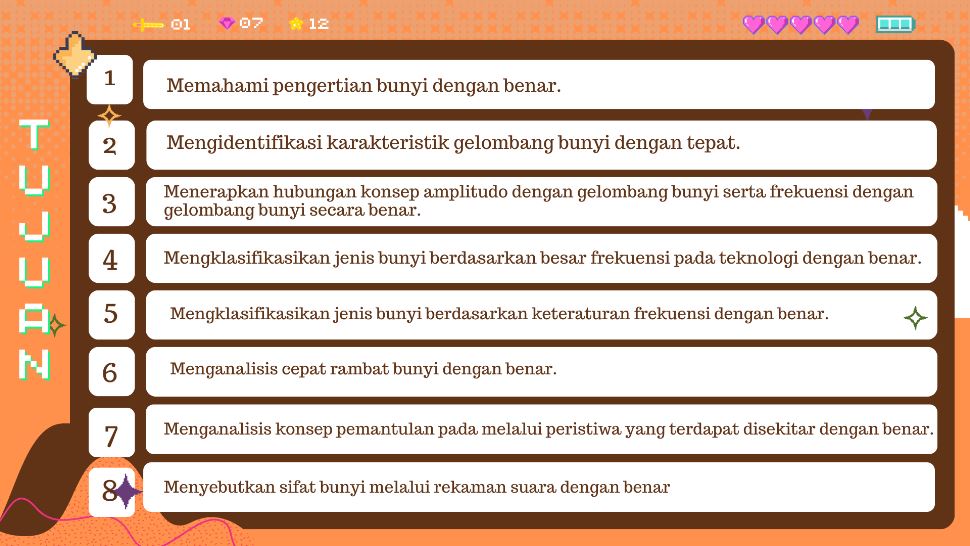 01 07 12
TUJUAN
1 Memahami pengertian bunyi dengan benar.
2 Mengidentifikasi karakteristik gelombang bunyi dengan tepat.
3 Menerapkan hubungan konsep amplitudo dengan gelombang bunyi serta frekuensi dengan
gelombang bunyi secara benar.
4 Mengklasifikasikan jenis bunyi berdasarkan besar frekuensi pada teknologi dengan benar.
5 Mengklasifikasikan jenis bunyi berdasarkan keteraturan frekuensi dengan benar.
6 Menganalisis cepat rambat bunyi dengan benar.
7 Menganalisis konsep pemantulan pada melalui peristiwa yang terdapat disekitar dengan benar.
8 Menyebutkan sifat bunyi melalui rekaman suara dengan benar